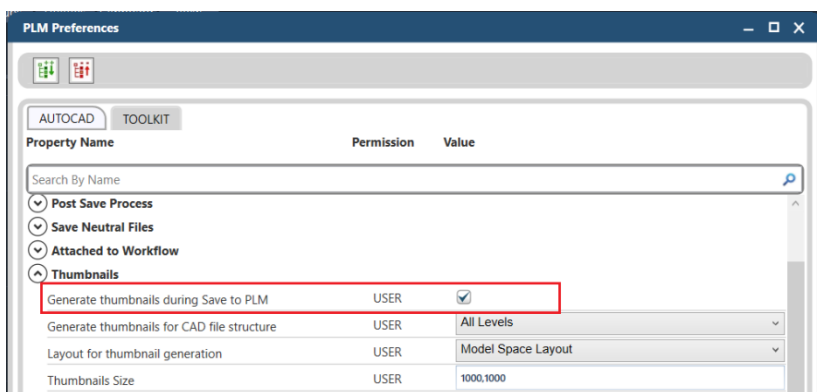 PLM Preferences
AUTOCAD TOOLKIT
Property Name Permission Value
Search By Name
Post Save Process
Save Neutral Files
Attached to Workflow
Thumbnails
Generate thumbnails during Save to PLM USER
Generate thumbnails for CAD file structure USER All Levels
Layout for thumbnail generation USER Model Space Layout
Thumbnails Size USER 1000,1000